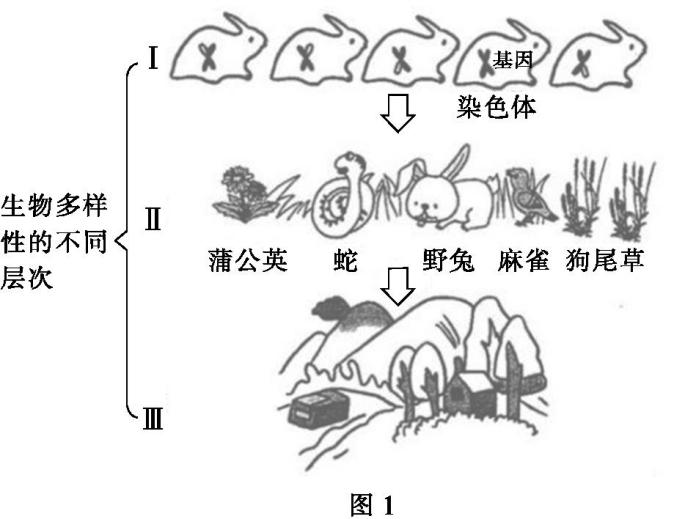 Ⅰ
基因
染色体
生物多样
性的不同
层次
Ⅱ
蒲公英 蛇 野兔 麻雀 狗尾草
Ⅲ
图 1